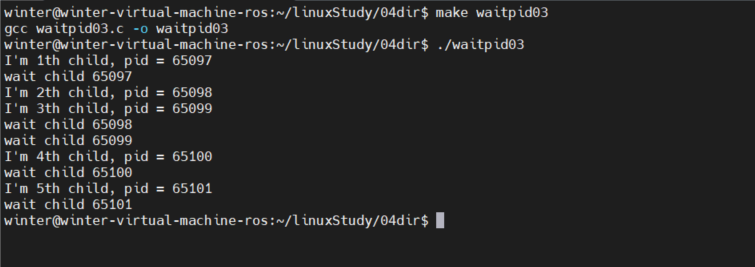 winter@winter-virtual-machine-ros:~/linuxStudy/04dir$ make waitpid03
gcc waitpid03.c -o waitpid03
winter@winter-virtual-machine-ros:~/linuxStudy/04dir$ ./waitpid03
I'm 1th child, pid = 65097
wait child 65097
I'm 2th child, pid = 65098
I'm 3th child, pid = 65099
wait child 65098
wait child 65099
I'm 4th child, pid = 65100
wait child 65100
I'm 5th child, pid = 65101
wait child 65101
winter@winter-virtual-machine-ros:~/linuxStudy/04dir$